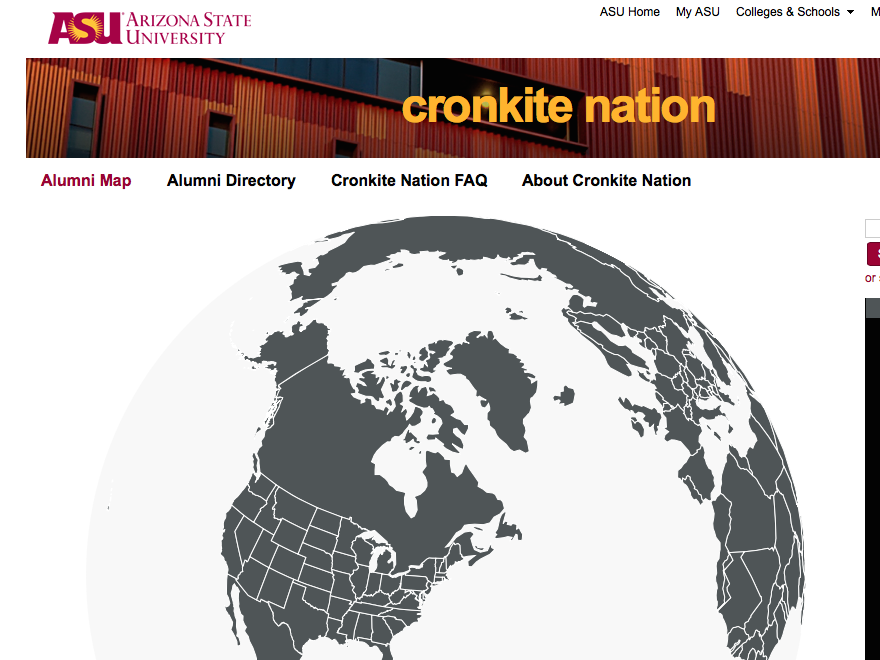 ASU Home My ASU Colleges & Schools
ASU ARIZONA STATE
UNIVERSITY
cronkite nation
Alumni Map Alumni Directory Cronkite Nation FAQ About Cronkite Nation
or